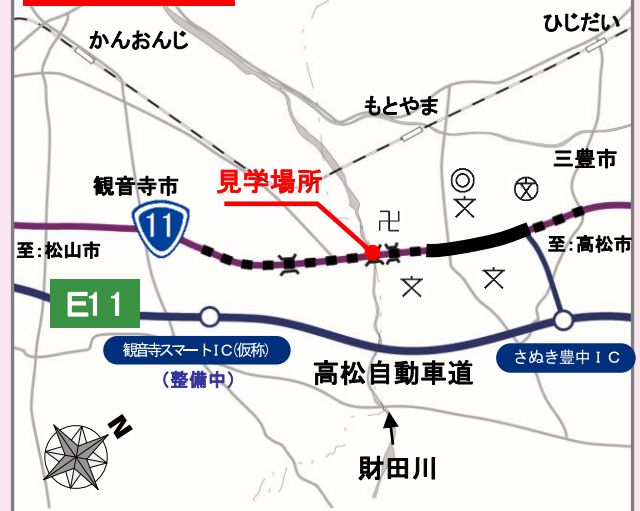 ひじだい
かんおんじ
もとやま
三豊市
観音寺市
見学場所
11
卍
至:松山市
至:高松市
E11
観音寺スマートIC(仮称)
(整備中)
さぬき豊中IC
高松自動車道
N
財田川